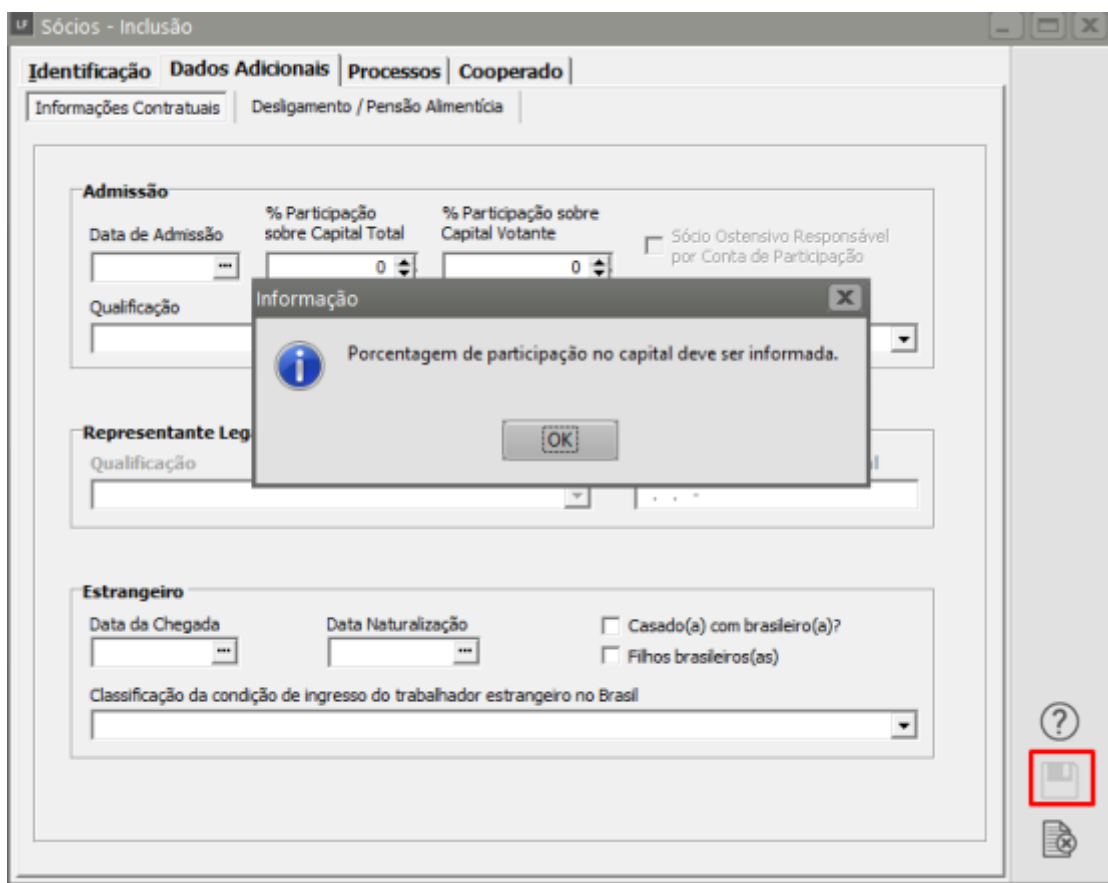 LF Sócios - Inclusão
Identificação Dados Adicionais Processos Cooperado
Informações Contratuais Desligamento / Pensão Alimentícia
Admissão
Data de Admissão
% Participação
sobre Capital Total
% Participação sobre
Capital Votante
Sócio Ostensivo Responsável
por Conta de Participação
... 0 0
Qualificação
Informação
Porcentagem de participação no capital deve ser informada.
OK
Representante Leg
Qualificação
. . -
Estrangeiro
Data da Chegada Data Naturalização Casado(a) com brasileiro(a)?
... ... Filhos brasileiros(as)
Classificação da condição de ingresso do trabalhador estrangeiro no Brasil
?